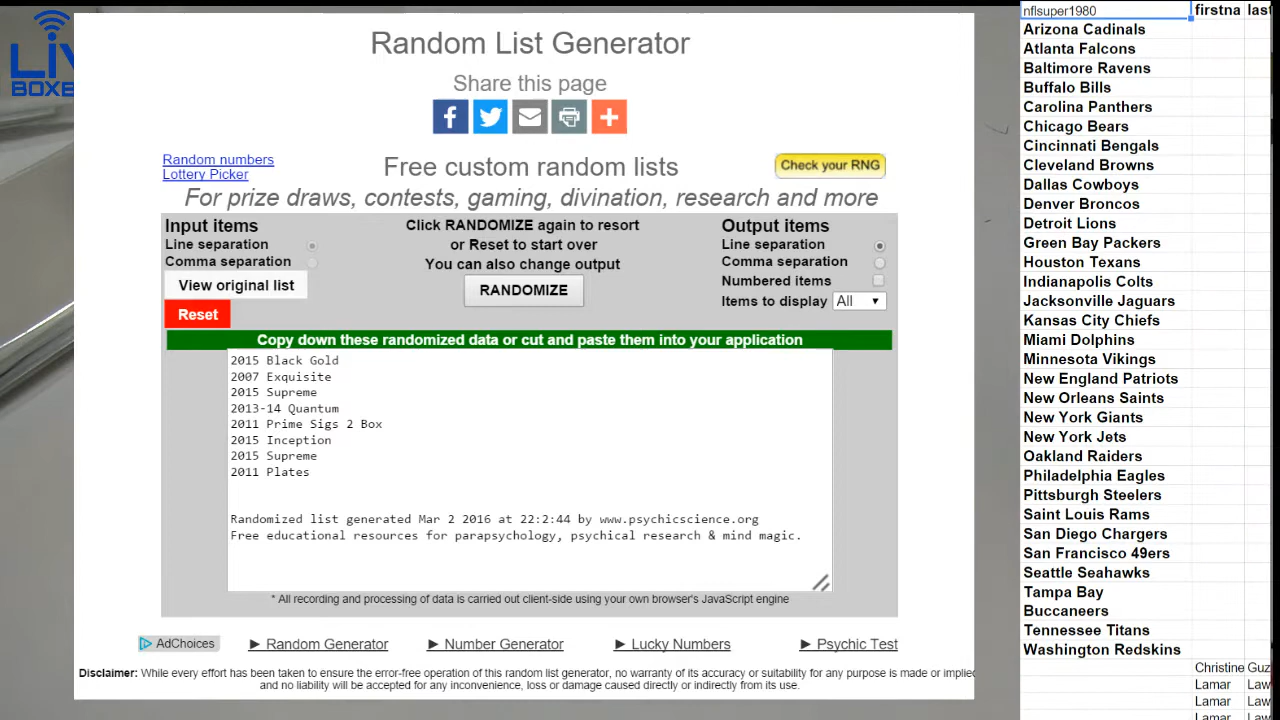 LIV
BOXE
Random List Generator
Share this page
Random numbers
Lottery Picker
Free custom random lists
Check your RNG
For prize draws, contests, gaming, divination, research and more
Input items
Line separation
Comma separation
View original list
Reset
Click RANDOMIZE again to resort
or Reset to start over
You can also change output
RANDOMIZE
Output items
Line separation
Comma separation
Numbered items
Items to display All
Copy down these randomized data or cut and paste them into your application
2015 Black Gold
2007 Exquisite
2015 Supreme
2013-14 Quantum
2011 Prime Sigs 2 Box
2015 Inception
2015 Supreme
2011 Plates
Randomized list generated Mar 2 2016 at 22:2:44 by www.psychicscience.org
Free educational resources for parapsychology, psychical research & mind magic.
* All recording and processing of data is carried out client-side using your own browser's JavaScript engine
AdChoices
► Random Generator
► Number Generator
► Lucky Numbers
► Psychic Test
Disclaimer: While every effort has been taken to ensure the error-free operation of this random list generator, no warranty of its accuracy or suitability for any purpose is made or implied
and no liability will be accepted for any inconvenience, loss or damage caused directly or indirectly from its use.
nflsuper1980 firstna last
Arizona Cadinals
Atlanta Falcons
Baltimore Ravens
Buffalo Bills
Carolina Panthers
Chicago Bears
Cincinnati Bengals
Cleveland Browns
Dallas Cowboys
Denver Broncos
Detroit Lions
Green Bay Packers
Houston Texans
Indianapolis Colts
Jacksonville Jaguars
Kansas City Chiefs
Miami Dolphins
Minnesota Vikings
New England Patriots
New Orleans Saints
New York Giants
New York Jets
Oakland Raiders
Philadelphia Eagles
Pittsburgh Steelers
Saint Louis Rams
San Diego Chargers
San Francisco 49ers
Seattle Seahawks
Tampa Bay
Buccaneers
Tennessee Titans
Washington Redskins
Christine Guz
Lamar Law
Lamar Law
Lamar Law